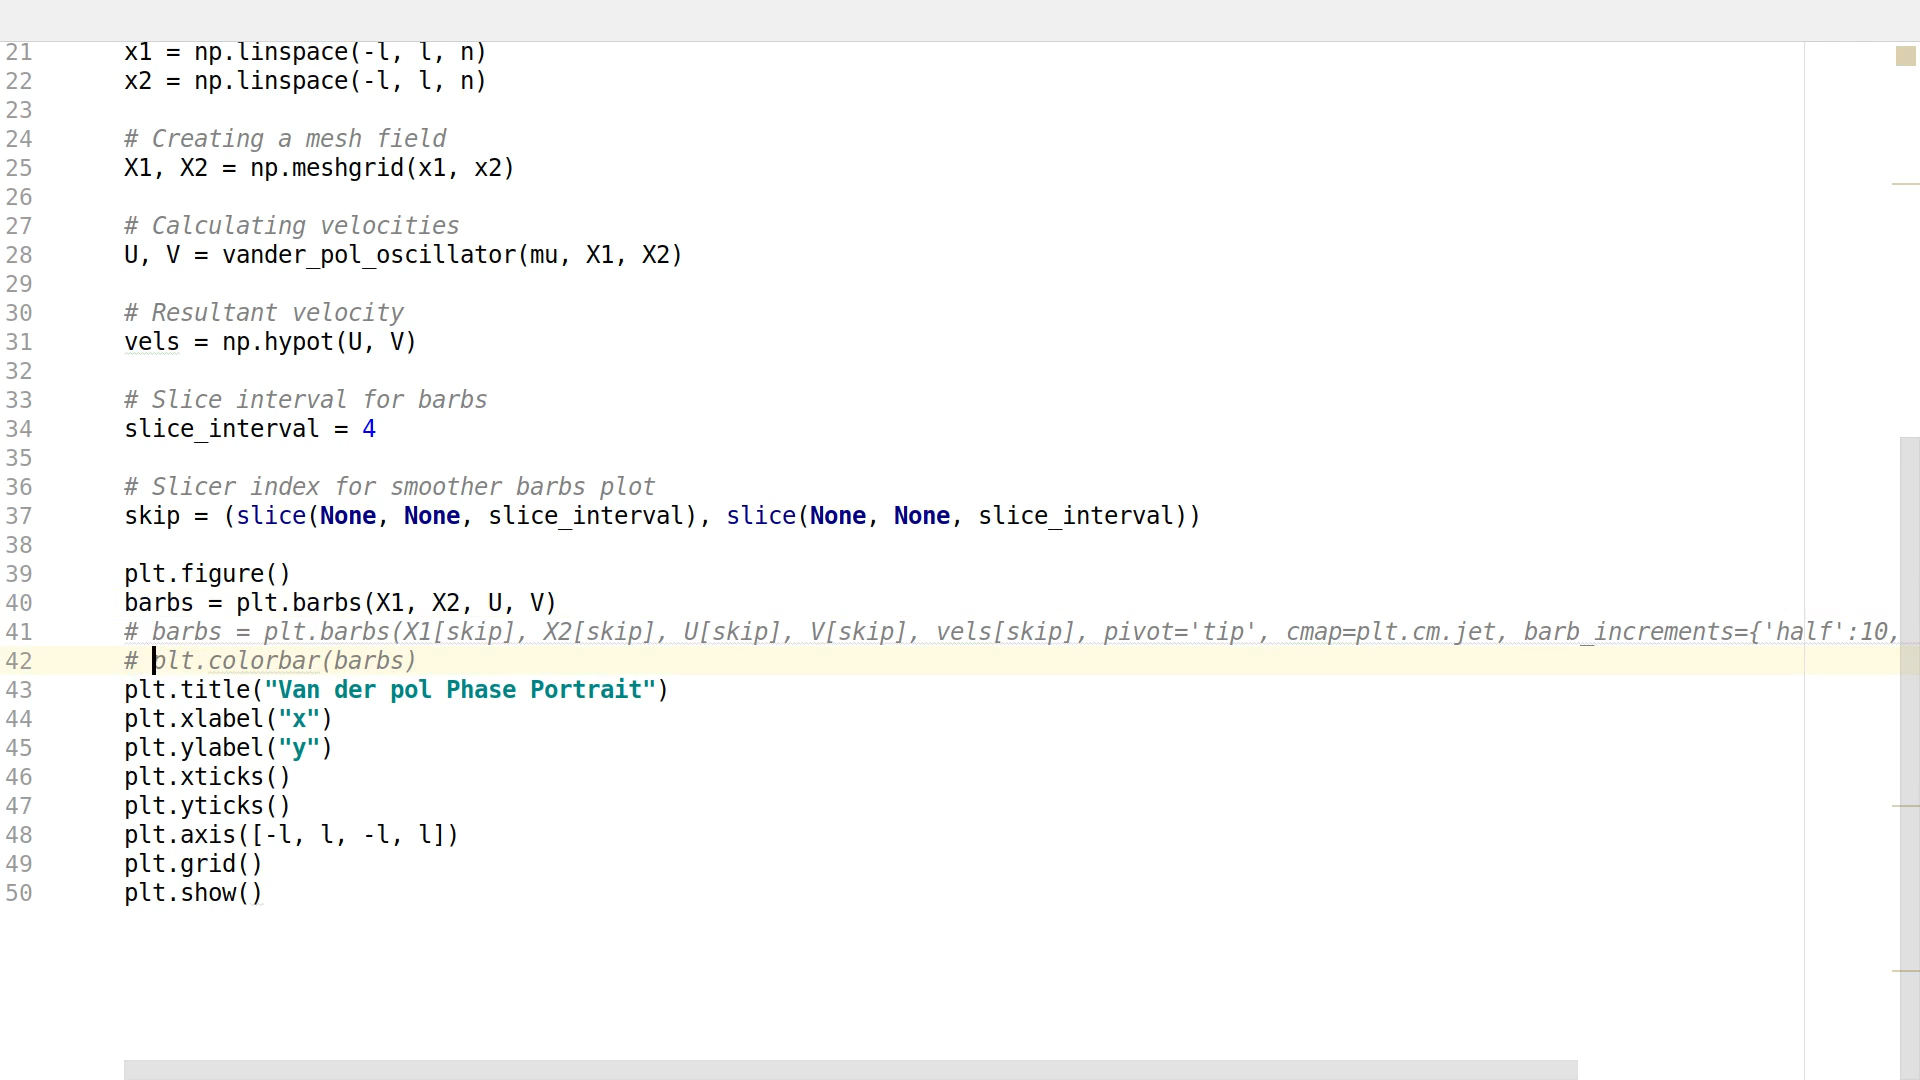 21 x1 = np.linspace(-l, l, n)
22 x2 = np.linspace(-l, l, n)
23
24 # Creating a mesh field
25 X1, X2 = np.meshgrid(x1, x2)
26
27 # Calculating velocities
28 U, V = vander_pol_oscillator(mu, X1, X2)
29
30 # Resultant velocity
31 vels = np.hypot(U, V)
32
33 # Slice interval for barbs
34 slice_interval = 4
35
36 # Slicer index for smoother barbs plot
37 skip = (slice(None, None, slice_interval), slice(None, None, slice_interval))
38
39 plt.figure()
40 barbs = plt.barbs(X1, X2, U, V)
41 # barbs = plt.barbs(X1[skip], X2[skip], U[skip], V[skip], vels[skip], pivot='tip', cmap=plt.cm.jet, barb_increments={'half':10,
42 # plt.colorbar(barbs)
43 plt.title("Van der pol Phase Portrait")
44 plt.xlabel("x")
45 plt.ylabel("y")
46 plt.xticks()
47 plt.yticks()
48 plt.axis([-l, l, -l, l])
49 plt.grid()
50 plt.show()